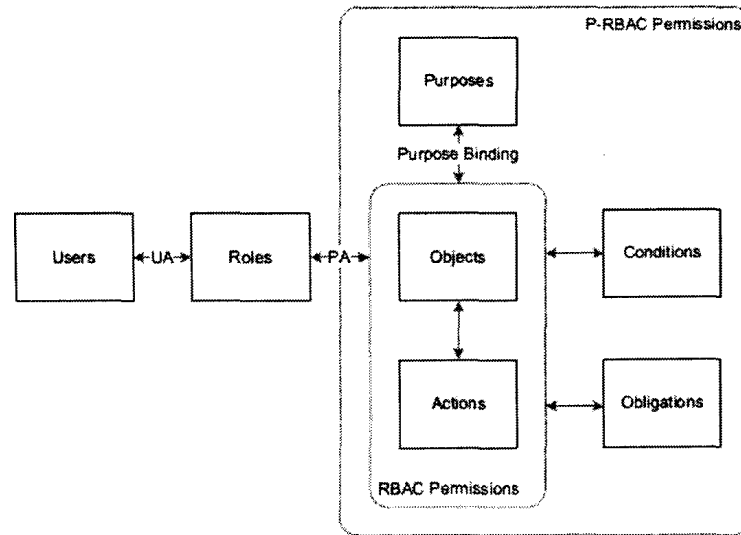 P-RBAC Permissions
Purposes
Purpose Binding
Users
UA
Roles
PA
Objects
Conditions
Actions
Obligations
RBAC Permissions